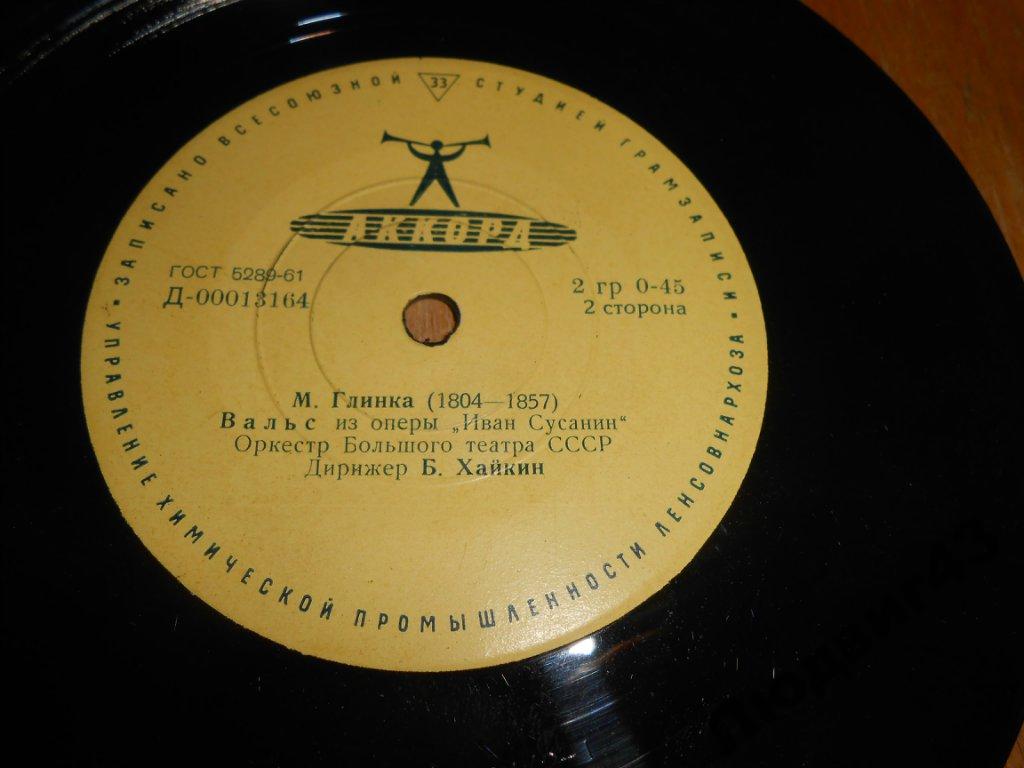 ЗАПИСАНО ВСЕСОЮЗНОЙ 33 СТУДИЕЙ ГРАМЗАПИСИ
АККОРД
ГОСТ 5289-61
Д-00013164
2 гр 0-45
2 сторона
М. Глинка (1804—1857)
Вальс из оперы „Иван Сусанин“
Оркестр Большого театра СССР
Дирижер Б. Хайкин
• УПРАВЛЕНИЕ ХИМИЧЕСКОЙ ПРОМЫШЛЕННОСТИ ЛЕНСОВНАРХОЗА •
Людвиг43